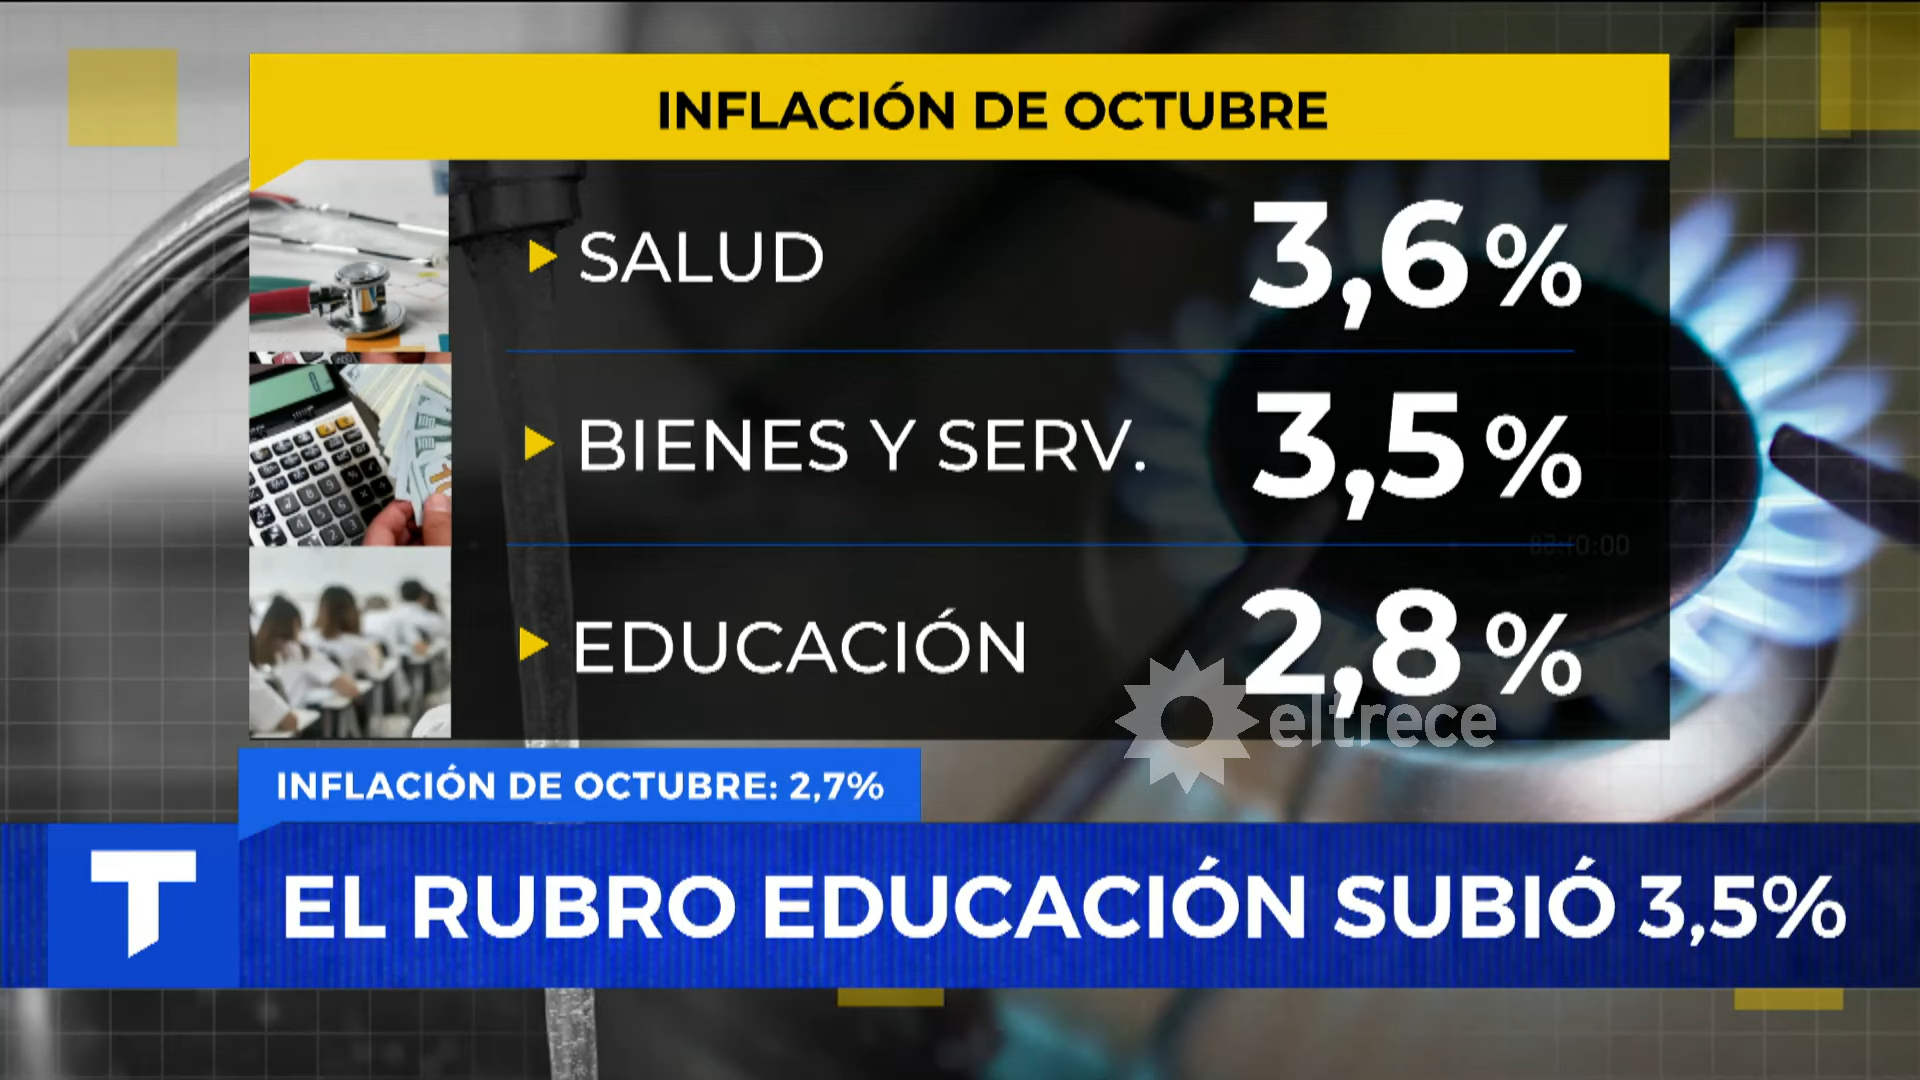 INFLACIÓN DE OCTUBRE
SALUD 3,6%
BIENES Y SERV. 3,5%
EDUCACIÓN 2,8%
eltrece
INFLACIÓN DE OCTUBRE: 2,7%
T EL RUBRO EDUCACIÓN SUBIÓ 3,5%